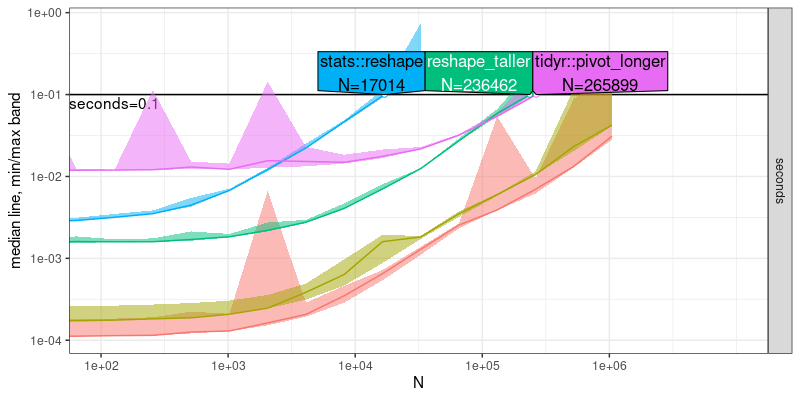 1e+00
1e-01
1e-02
1e-03
1e-04
median line, min/max band
seconds=0.1
stats::reshape
N=17014
reshape_taller
N=236462
tidyr::pivot_longer
N=265899
seconds
1e+02
1e+03
1e+04
1e+05
1e+06
N